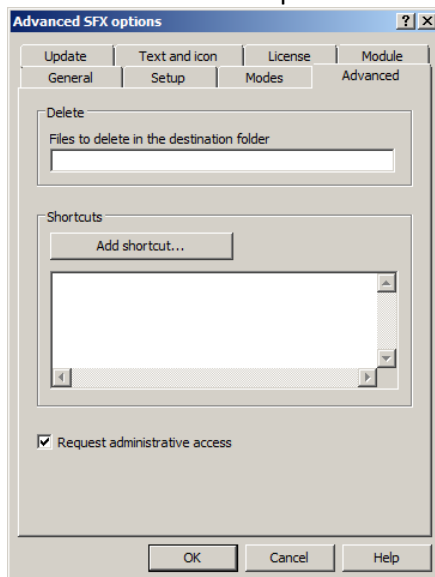 Advanced SFX options
Update Text and icon License Module
General Setup Modes Advanced
Delete
Files to delete in the destination folder
Shortcuts
Add shortcut...
Request administrative access
OK Cancel Help